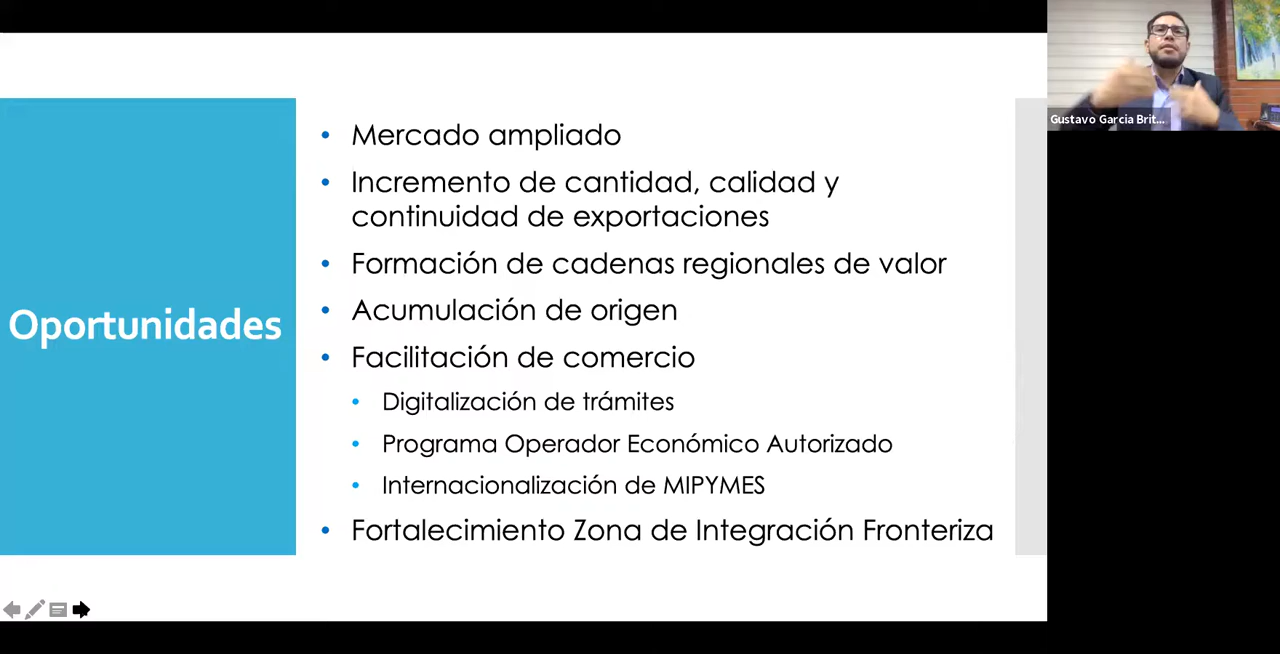 Oportunidades
• Mercado ampliado
• Incremento de cantidad, calidad y
continuidad de exportaciones
• Formación de cadenas regionales de valor
• Acumulación de origen
• Facilitación de comercio
• Digitalización de trámites
• Programa Operador Económico Autorizado
• Internacionalización de MIPYMES
• Fortalecimiento Zona de Integración Fronteriza
Gustavo Garcia Brit...